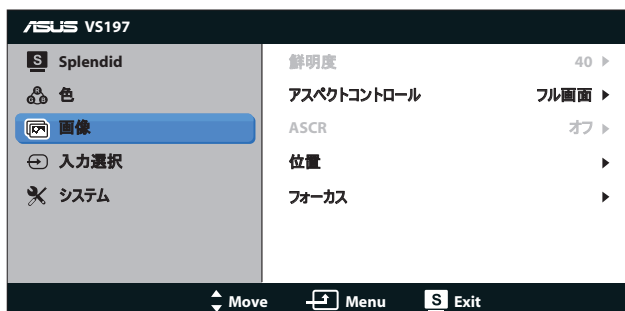 ASUS VS197
S Splendid
色
画像
入力選択
システム
鮮明度 40
アスペクトコントロール フル画面
ASCR オフ
位置
フォーカス
Move Menu S Exit